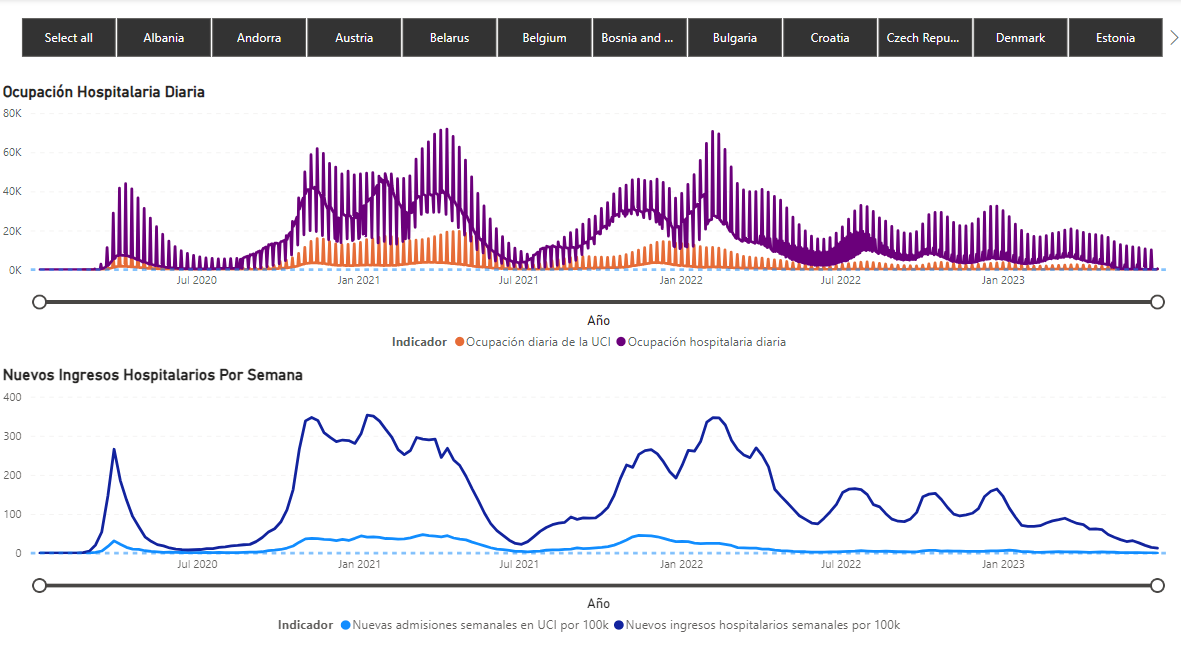 Select all Albania Andorra Austria Belarus Belgium Bosnia and ... Bulgaria Croatia Czech Repu... Denmark Estonia
Ocupación Hospitalaria Diaria
80K
60K
40K
20K
0K
Jul 2020 Jan 2021 Jul 2021 Jan 2022 Jul 2022 Jan 2023
Año
Indicador Ocupación diaria de la UCI Ocupación hospitalaria diaria
Nuevos Ingresos Hospitalarios Por Semana
400
300
200
100
0
Jul 2020 Jan 2021 Jul 2021 Jan 2022 Jul 2022 Jan 2023
Año
Indicador Nuevas admisiones semanales en UCI por 100k Nuevos ingresos hospitalarios semanales por 100k